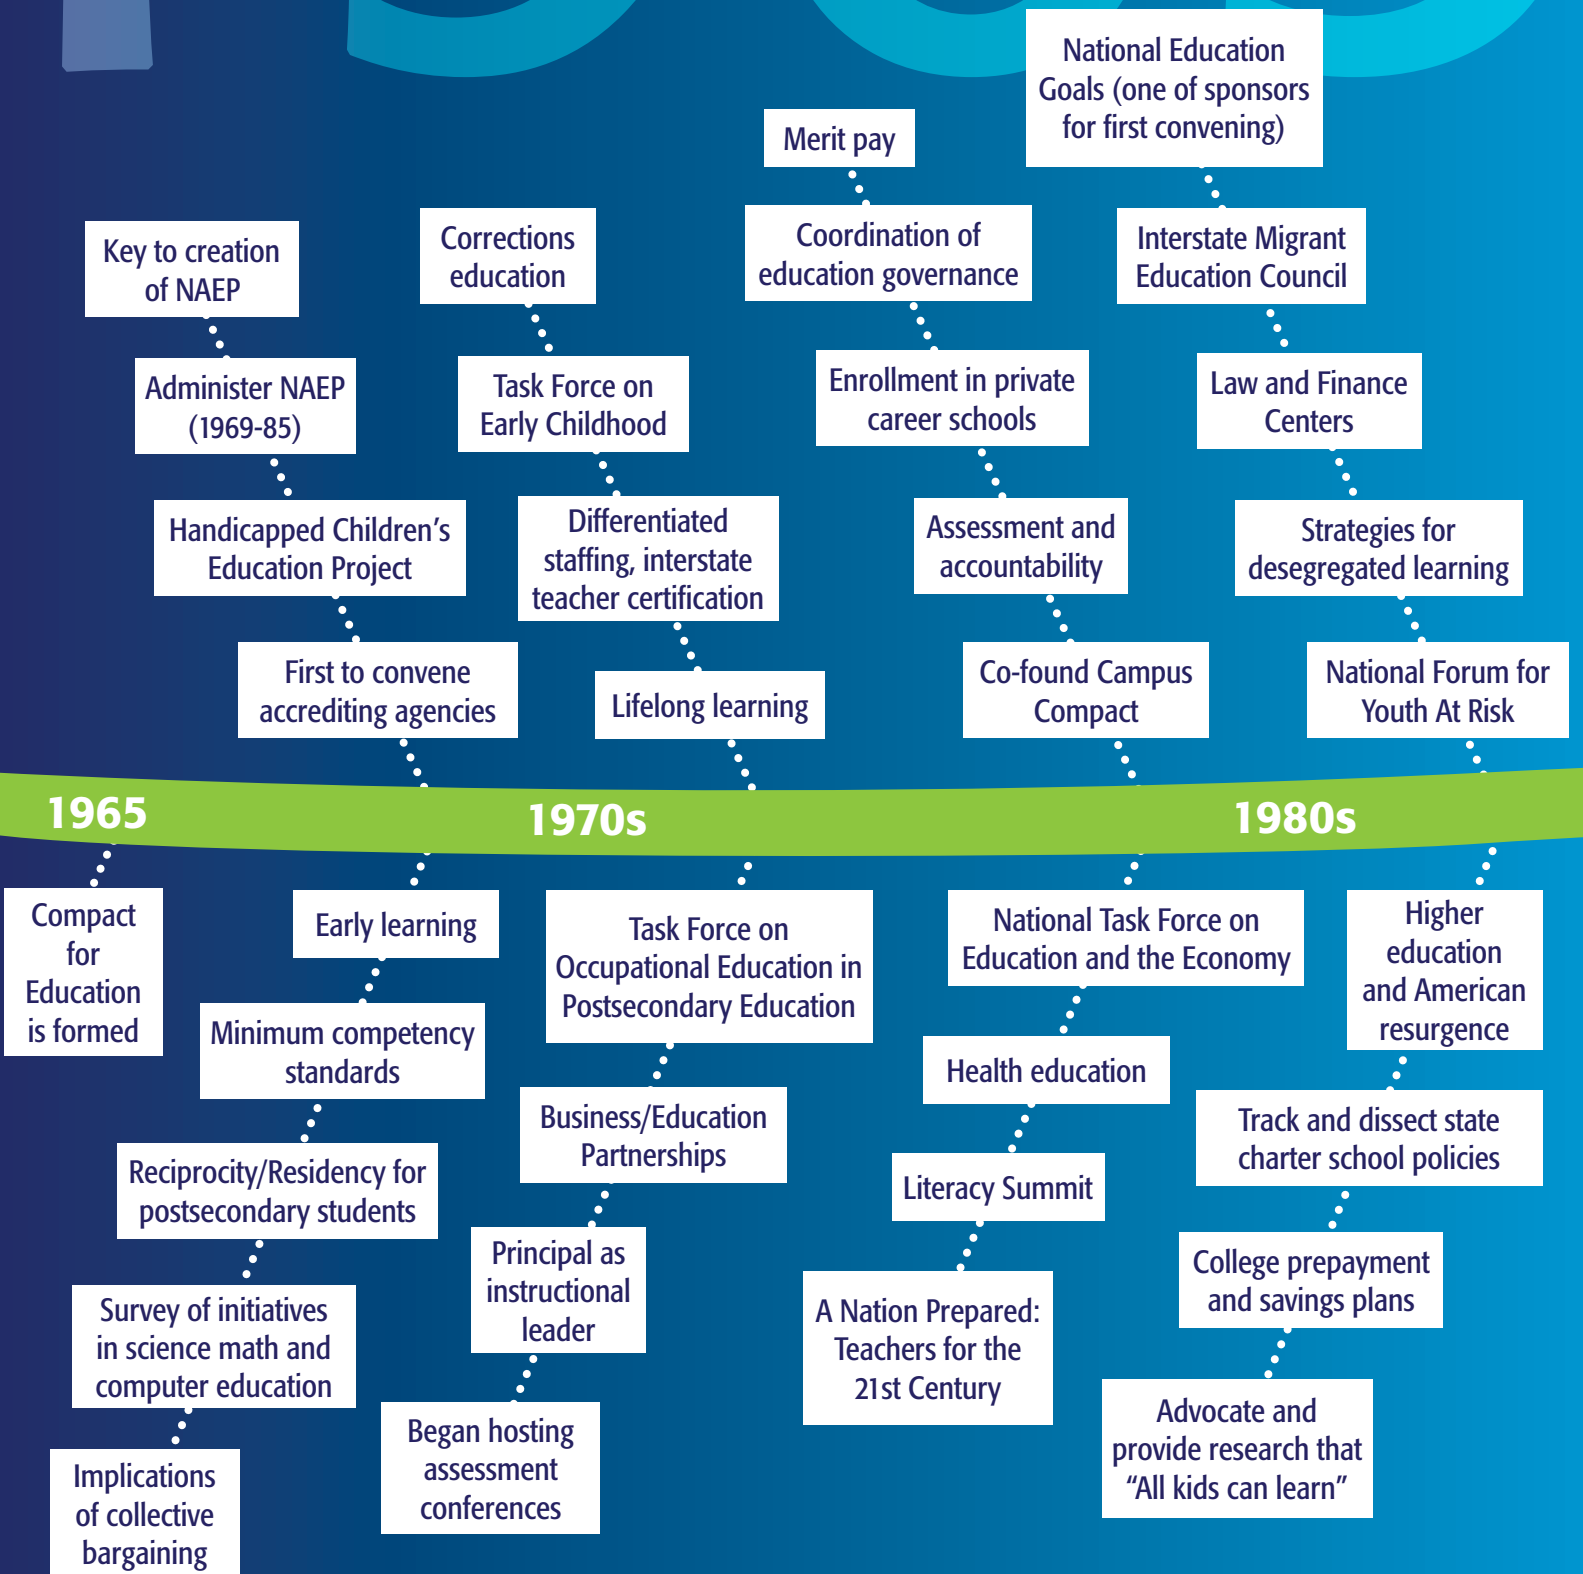 Key to creation
of NAEP
Administer NAEP
(1969-85)
Handicapped Children's
Education Project
First to convene
accrediting agencies
Corrections
education
Task Force on
Early Childhood
Differentiated
staffing, interstate
teacher certification
Lifelong learning
Merit pay
Coordination of
education governance
Enrollment in private
career schools
Assessment and
accountability
Co-found Campus
Compact
National Education
Goals (one of sponsors
for first convening)
Interstate Migrant
Education Council
Law and Finance
Centers
Strategies for
desegregated learning
National Forum for
Youth At Risk
1965
1970s
1980s
Compact
for
Education
is formed
Early learning
Minimum competency
standards
Reciprocity/Residency for
postsecondary students
Survey of initiatives
in science math and
computer education
Implications
of collective
bargaining
Task Force on
Occupational Education in
Postsecondary Education
Business/Education
Partnerships
Principal as
instructional
leader
Began hosting
assessment
conferences
National Task Force on
Education and the Economy
Health education
Literacy Summit
A Nation Prepared:
Teachers for the
21st Century
Higher
education
and American
resurgence
Track and dissect state
charter school policies
College prepayment
and savings plans
Advocate and
provide research that
“All kids can learn”